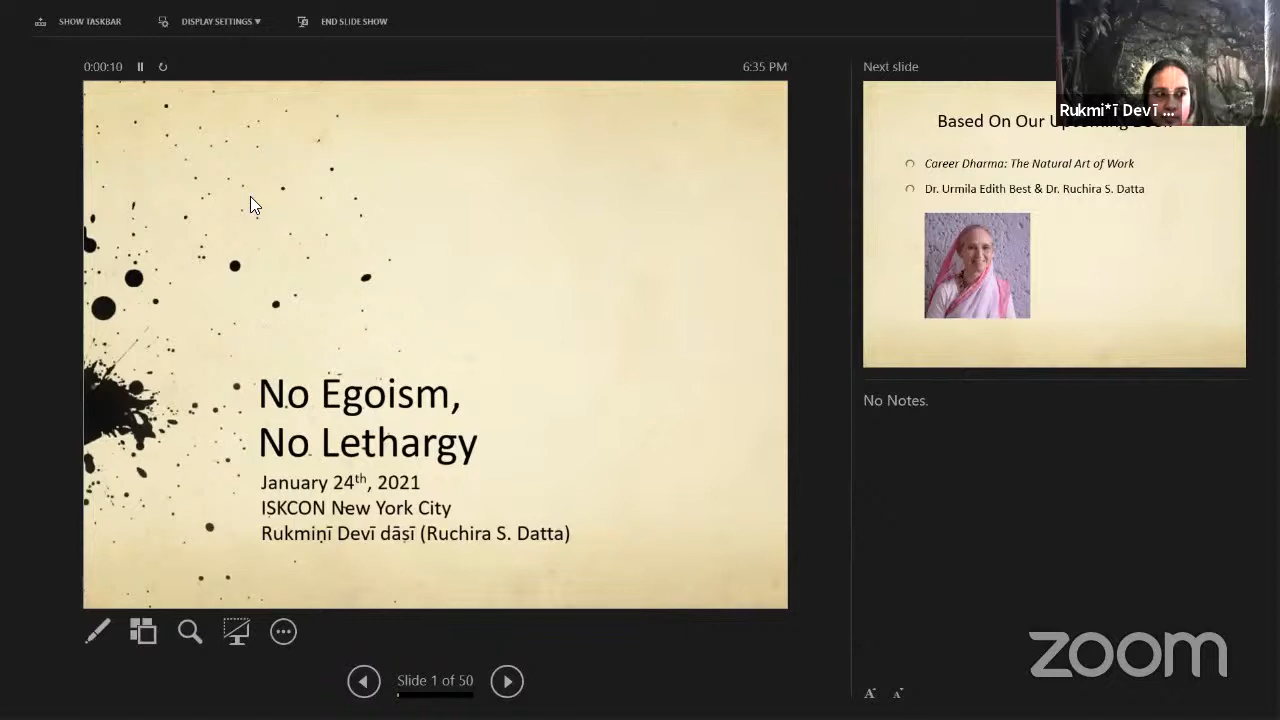 SHOW TASKBAR
DISPLAY SETTINGS ▼
END SLIDE SHOW
0:00:10
6:35 PM
Next slide
Rukmi*ī Devī ...
No Egoism,
No Lethargy
January 24th, 2021
ISKCON New York City
Rukmiṇī Devī dāsī (Ruchira S. Datta)
Based On Our
Career Dharma: The Natural Art of Work
Dr. Urmila Edith Best & Dr. Ruchira S. Datta
No Notes.
Slide 1 of 50
zoom
A A